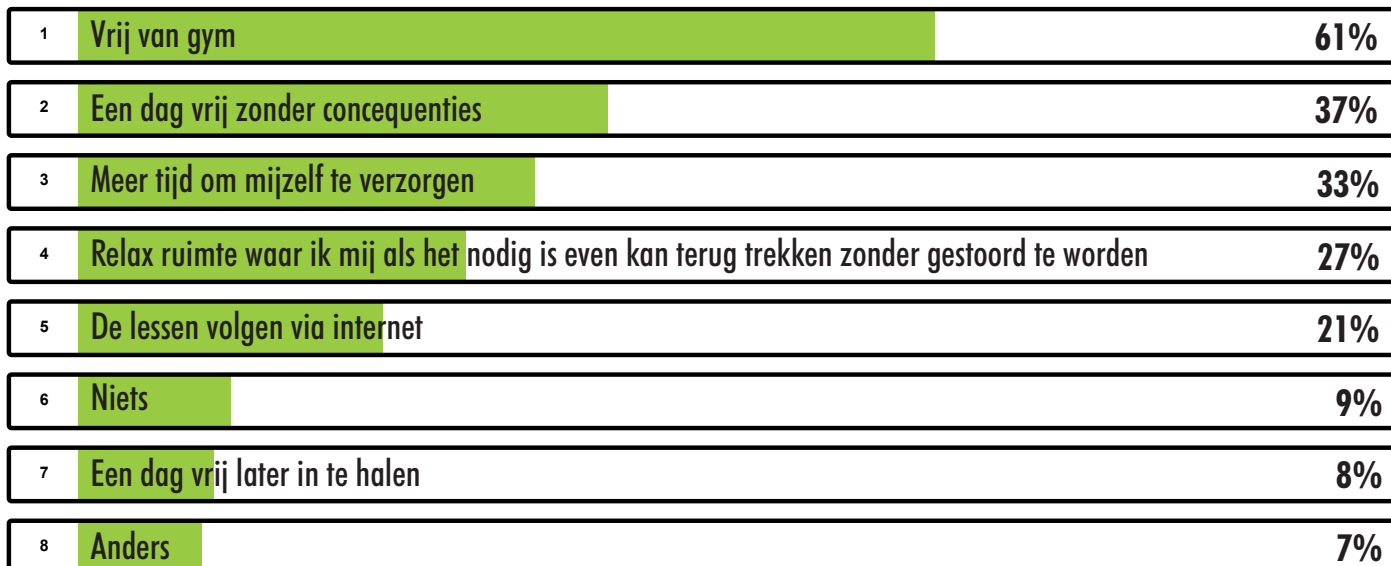 1 Vrij van gym 61%
2 Een dag vrij zonder concequenties 37%
3 Meer tijd om mijzelf te verzorgen 33%
4 Relax ruimte waar ik mij als het nodig is even kan terug trekken zonder gestoord te worden 27%
5 De lessen volgen via internet 21%
6 Niets 9%
7 Een dag vrij later in te halen 8%
8 Anders 7%